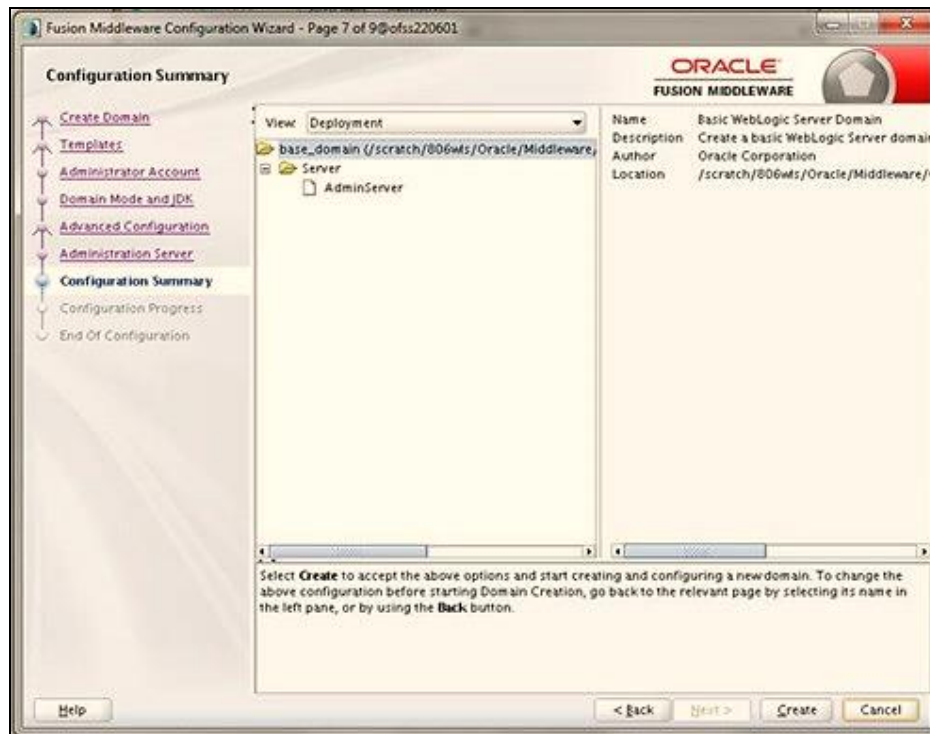 Fusion Middleware Configuration Wizard - Page 7 of 9@ofss220601
Configuration Summary
ORACLE
FUSION MIDDLEWARE
Create Domain
Templates
Administrator Account
Domain Mode and JDK
Advanced Configuration
Administration Server
Configuration Summary
Configuration Progress
End Of Configuration
View: Deployment
base_domain (/scratch/806wls/Oracle/Middleware,
Server
AdminServer
Name Basic WebLogic Server Domain
Description Create a basic WebLogic Server domain
Author Oracle Corporation
Location /scratch/806wls/Oracle/Middleware/
Select Create to accept the above options and start creating and configuring a new domain. To change the
above configuration before starting Domain Creation, go back to the relevant page by selecting its name in
the left pane, or by using the Back button.
Help
< Back
Next >
Create
Cancel